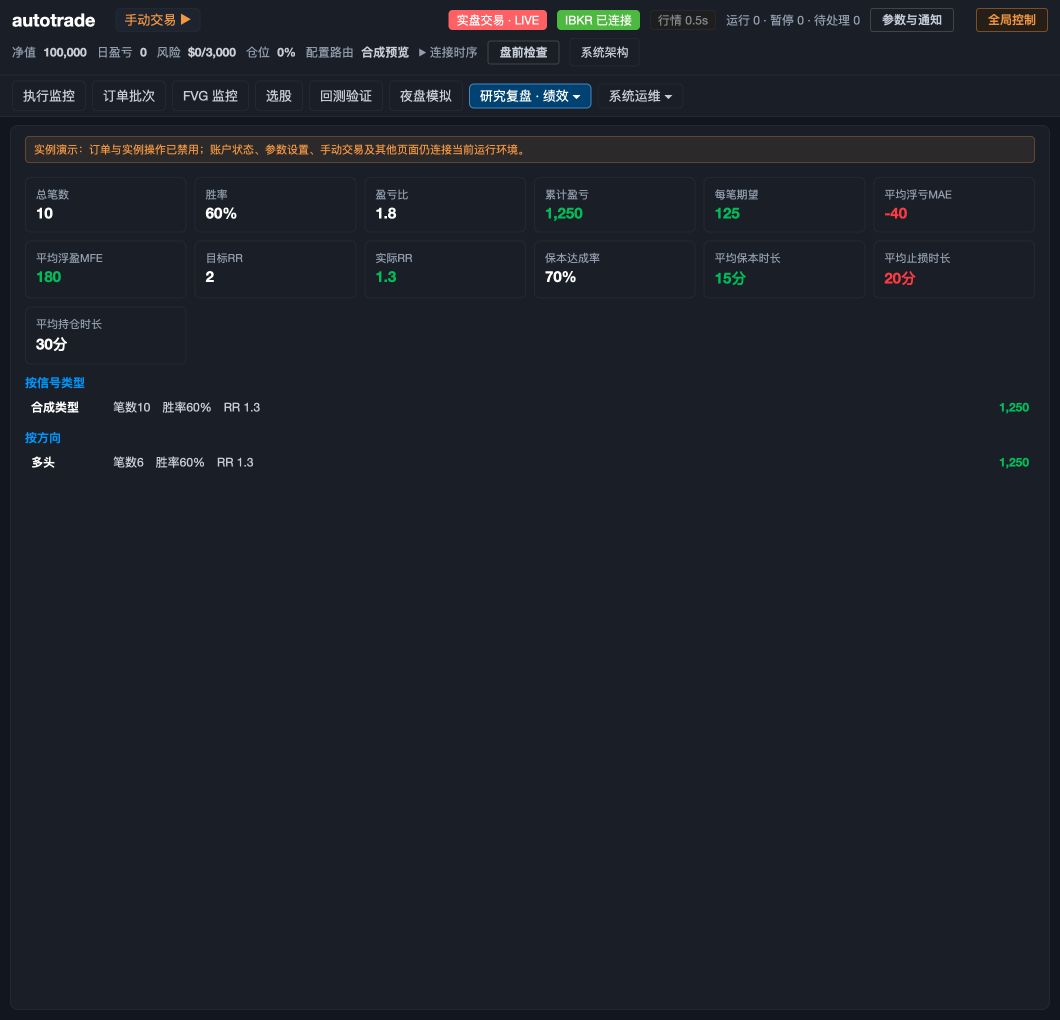 autotrade 手动交易 ▶ 实盘交易 · LIVE IBKR 已连接 行情 0.5s 运行 0 · 暂停 0 · 待处理 0 参数与通知 全局控制
净值 100,000 日盈亏 0 风险 $0/3,000 仓位 0% 配置路由 合成预览 ▶ 连接时序 盘前检查 系统架构
执行监控 订单批次 FVG 监控 选股 回测验证 夜盘模拟 研究复盘 · 绩效 系统运维
实例演示：订单与实例操作已禁用；账户状态、参数设置、手动交易及其他页面仍连接当前运行环境。
总笔数 胜率 盈亏比 累计盈亏 每笔期望 平均浮亏MAE
10 60% 1.8 1,250 125 -40
平均浮盈MFE 目标RR 实际RR 保本达成率 平均保本时长 平均止损时长
180 2 1.3 70% 15分 20分
平均持仓时长
30分
按信号类型
合成类型 笔数10 胜率60% RR 1.3 1,250
按方向
多头 笔数6 胜率60% RR 1.3 1,250